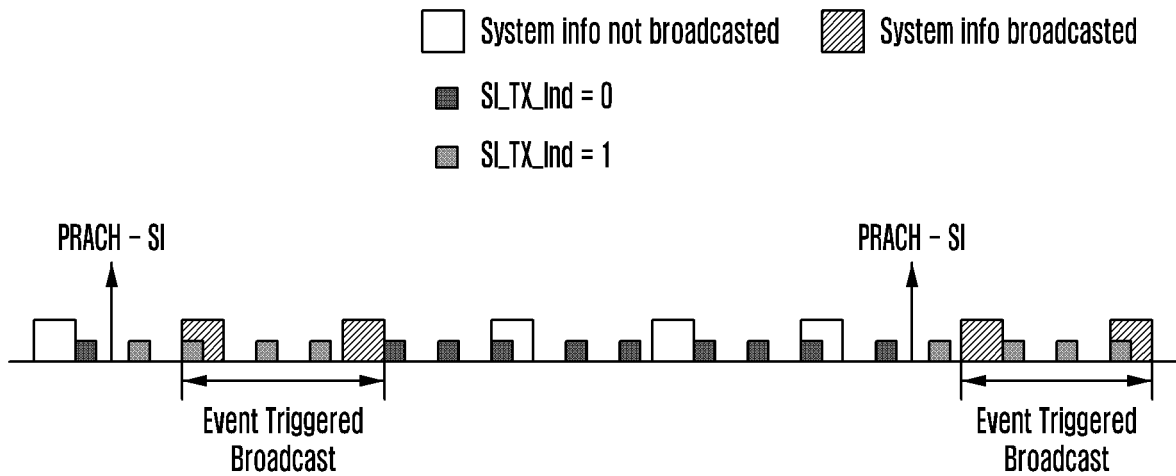 System info not broadcasted
System info broadcasted
SI_TX_Ind = 0
SI_TX_Ind = 1
PRACH – SI
PRACH – SI
Event Triggered
Broadcast
Event Triggered
Broadcast